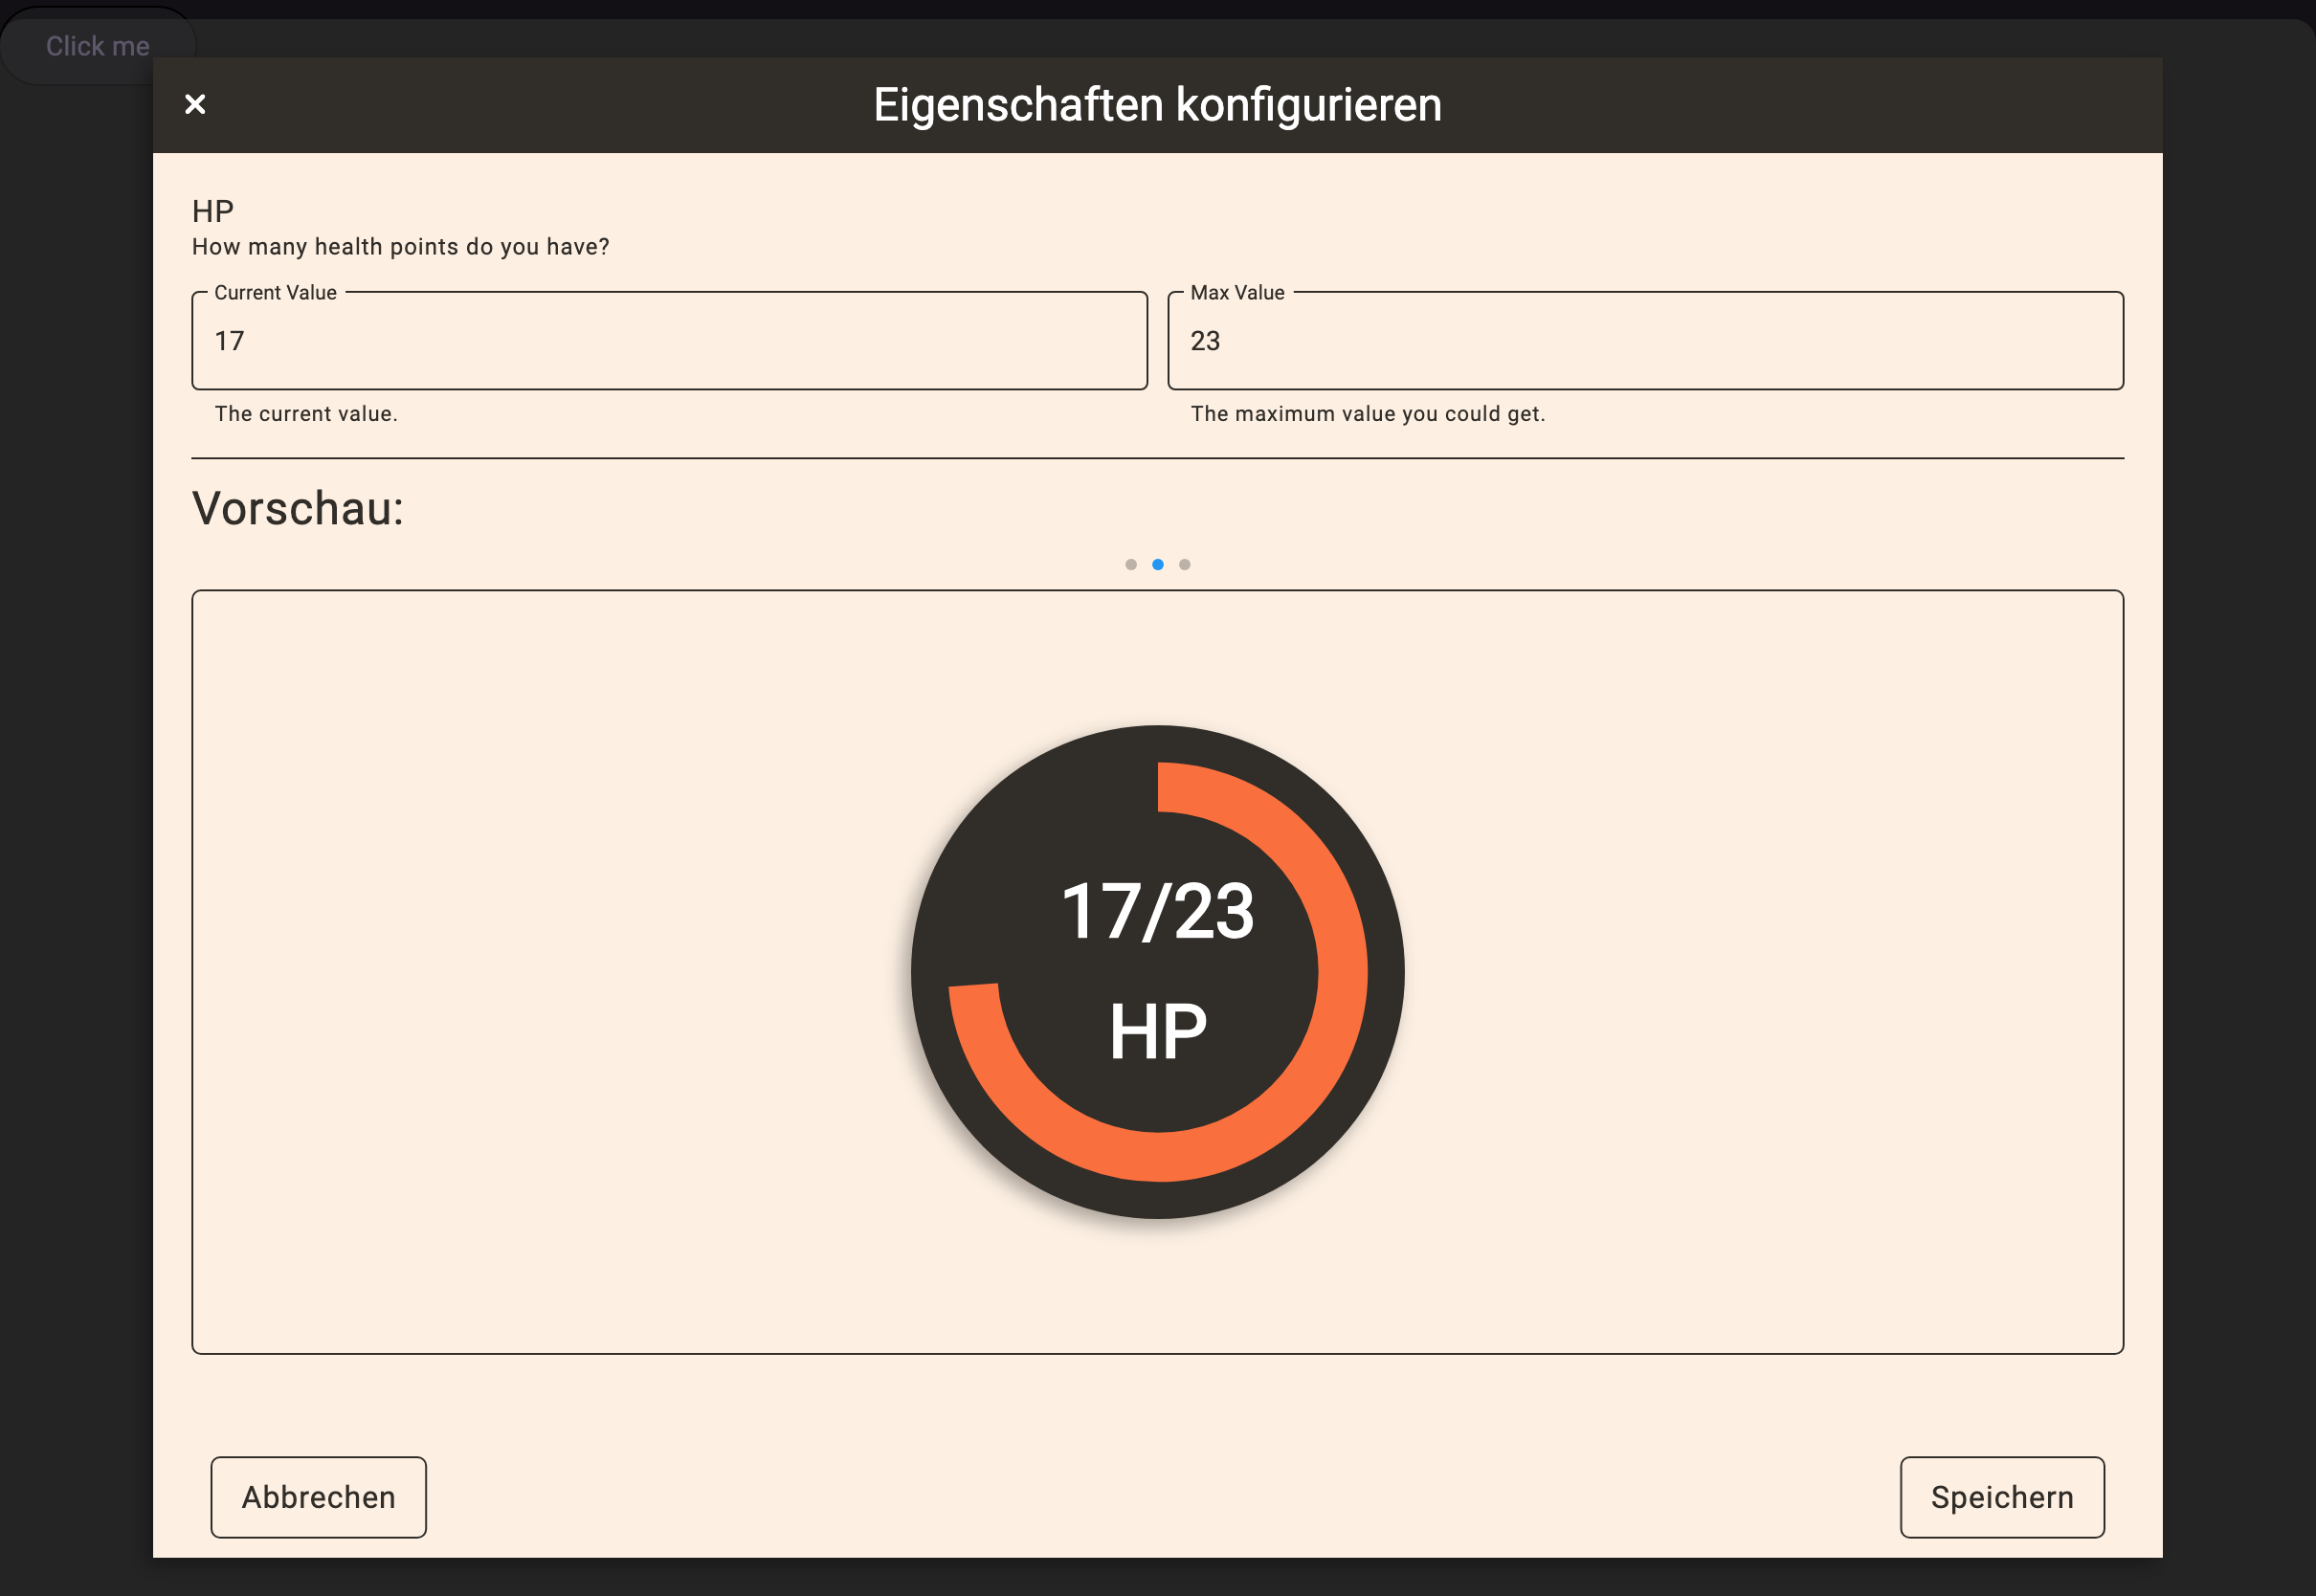 Click me
Eigenschaften konfigurieren
HP
How many health points do you have?
Current Value
17
The current value.
Max Value
23
The maximum value you could get.
Vorschau:
17/23
HP
Abbrechen
Speichern